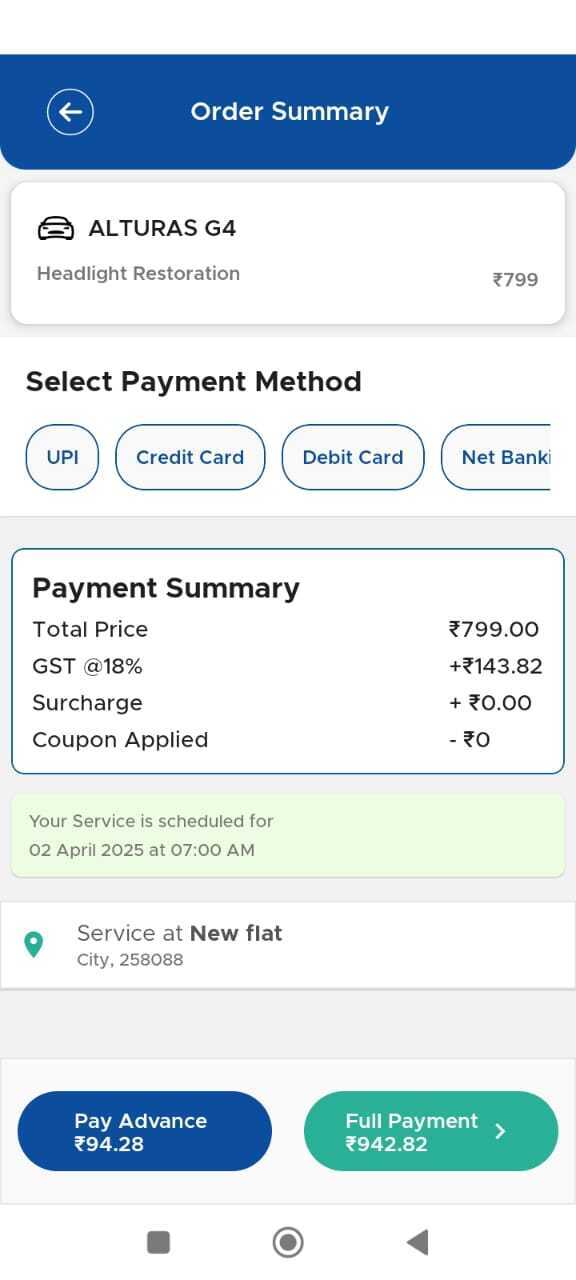 Order Summary
ALTURAS G4
Headlight Restoration
₹799
Select Payment Method
UPI Credit Card Debit Card Net Banki
Payment Summary
Total Price ₹799.00
GST @18% +₹143.82
Surcharge + ₹0.00
Coupon Applied - ₹0
Your Service is scheduled for
02 April 2025 at 07:00 AM
Service at New flat
City, 258088
Pay Advance
₹94.28
Full Payment
₹942.82